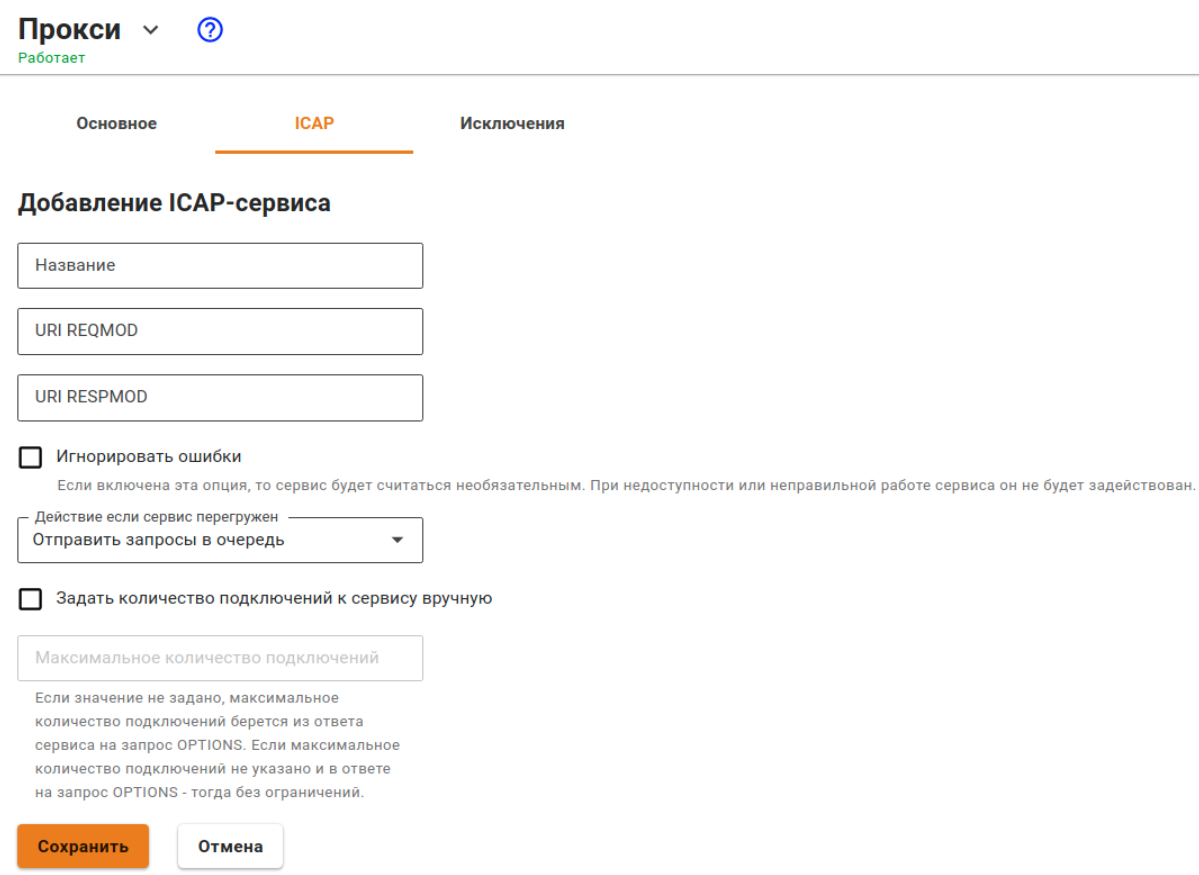 Прокси
?
Работает
Основное ICAP Исключения
Добавление ICAP-сервиса
Название
URI REQMOD
URI RESPMOD
Игнорировать ошибки
Если включена эта опция, то сервис будет считаться необязательным. При недоступности или неправильной работе сервиса он не будет задействован.
Действие если сервис перегружен
Отправить запросы в очередь
Задать количество подключений к сервису вручную
Максимальное количество подключений
Если значение не задано, максимальное
количество подключений берется из ответа
сервиса на запрос OPTIONS. Если максимальное
количество подключений не указано и в ответе
на запрос OPTIONS - тогда без ограничений.
Сохранить Отмена